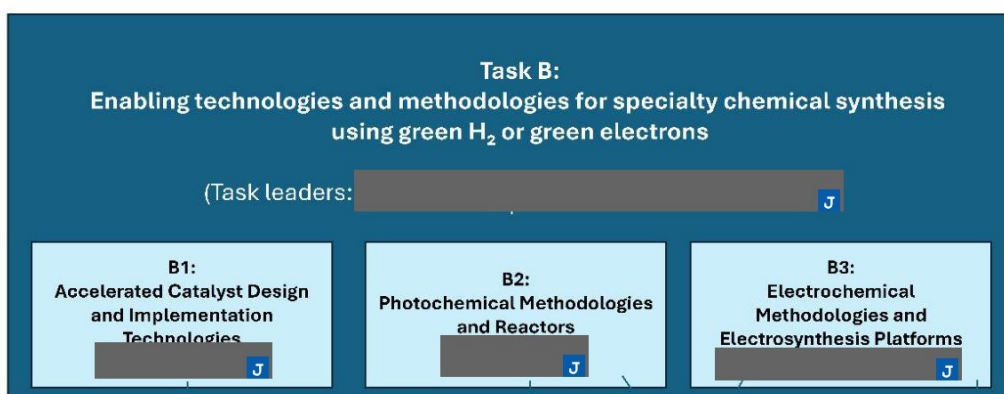 Task B:
Enabling technologies and methodologies for specialty chemical synthesis
using green H₂ or green electrons
(Task leaders:
J
B1:
Accelerated Catalyst Design
and Implementation
Technologies
J
B2:
Photochemical Methodologies
and Reactors
J
B3:
Electrochemical
Methodologies and
Electrosynthesis Platforms
J